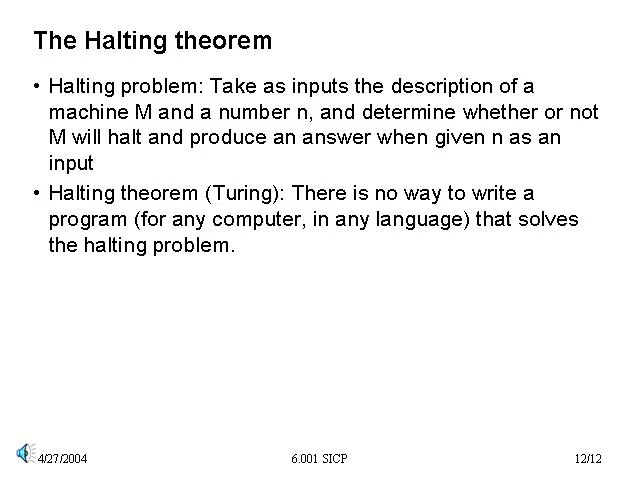 The Halting theorem
• Halting problem: Take as inputs the description of a
machine M and a number n, and determine whether or not
M will halt and produce an answer when given n as an
input
• Halting theorem (Turing): There is no way to write a
program (for any computer, in any language) that solves
the halting problem.
4/27/2004
6.001 SICP
12/12